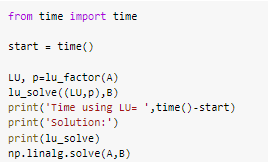 from time import time
start = time()
LU, p=lu_factor(A)
lu_solve((LU,p),B)
print('Time using LU= ',time()-start)
print('Solution:')
print(lu_solve)
np.linalg.solve(A,B)